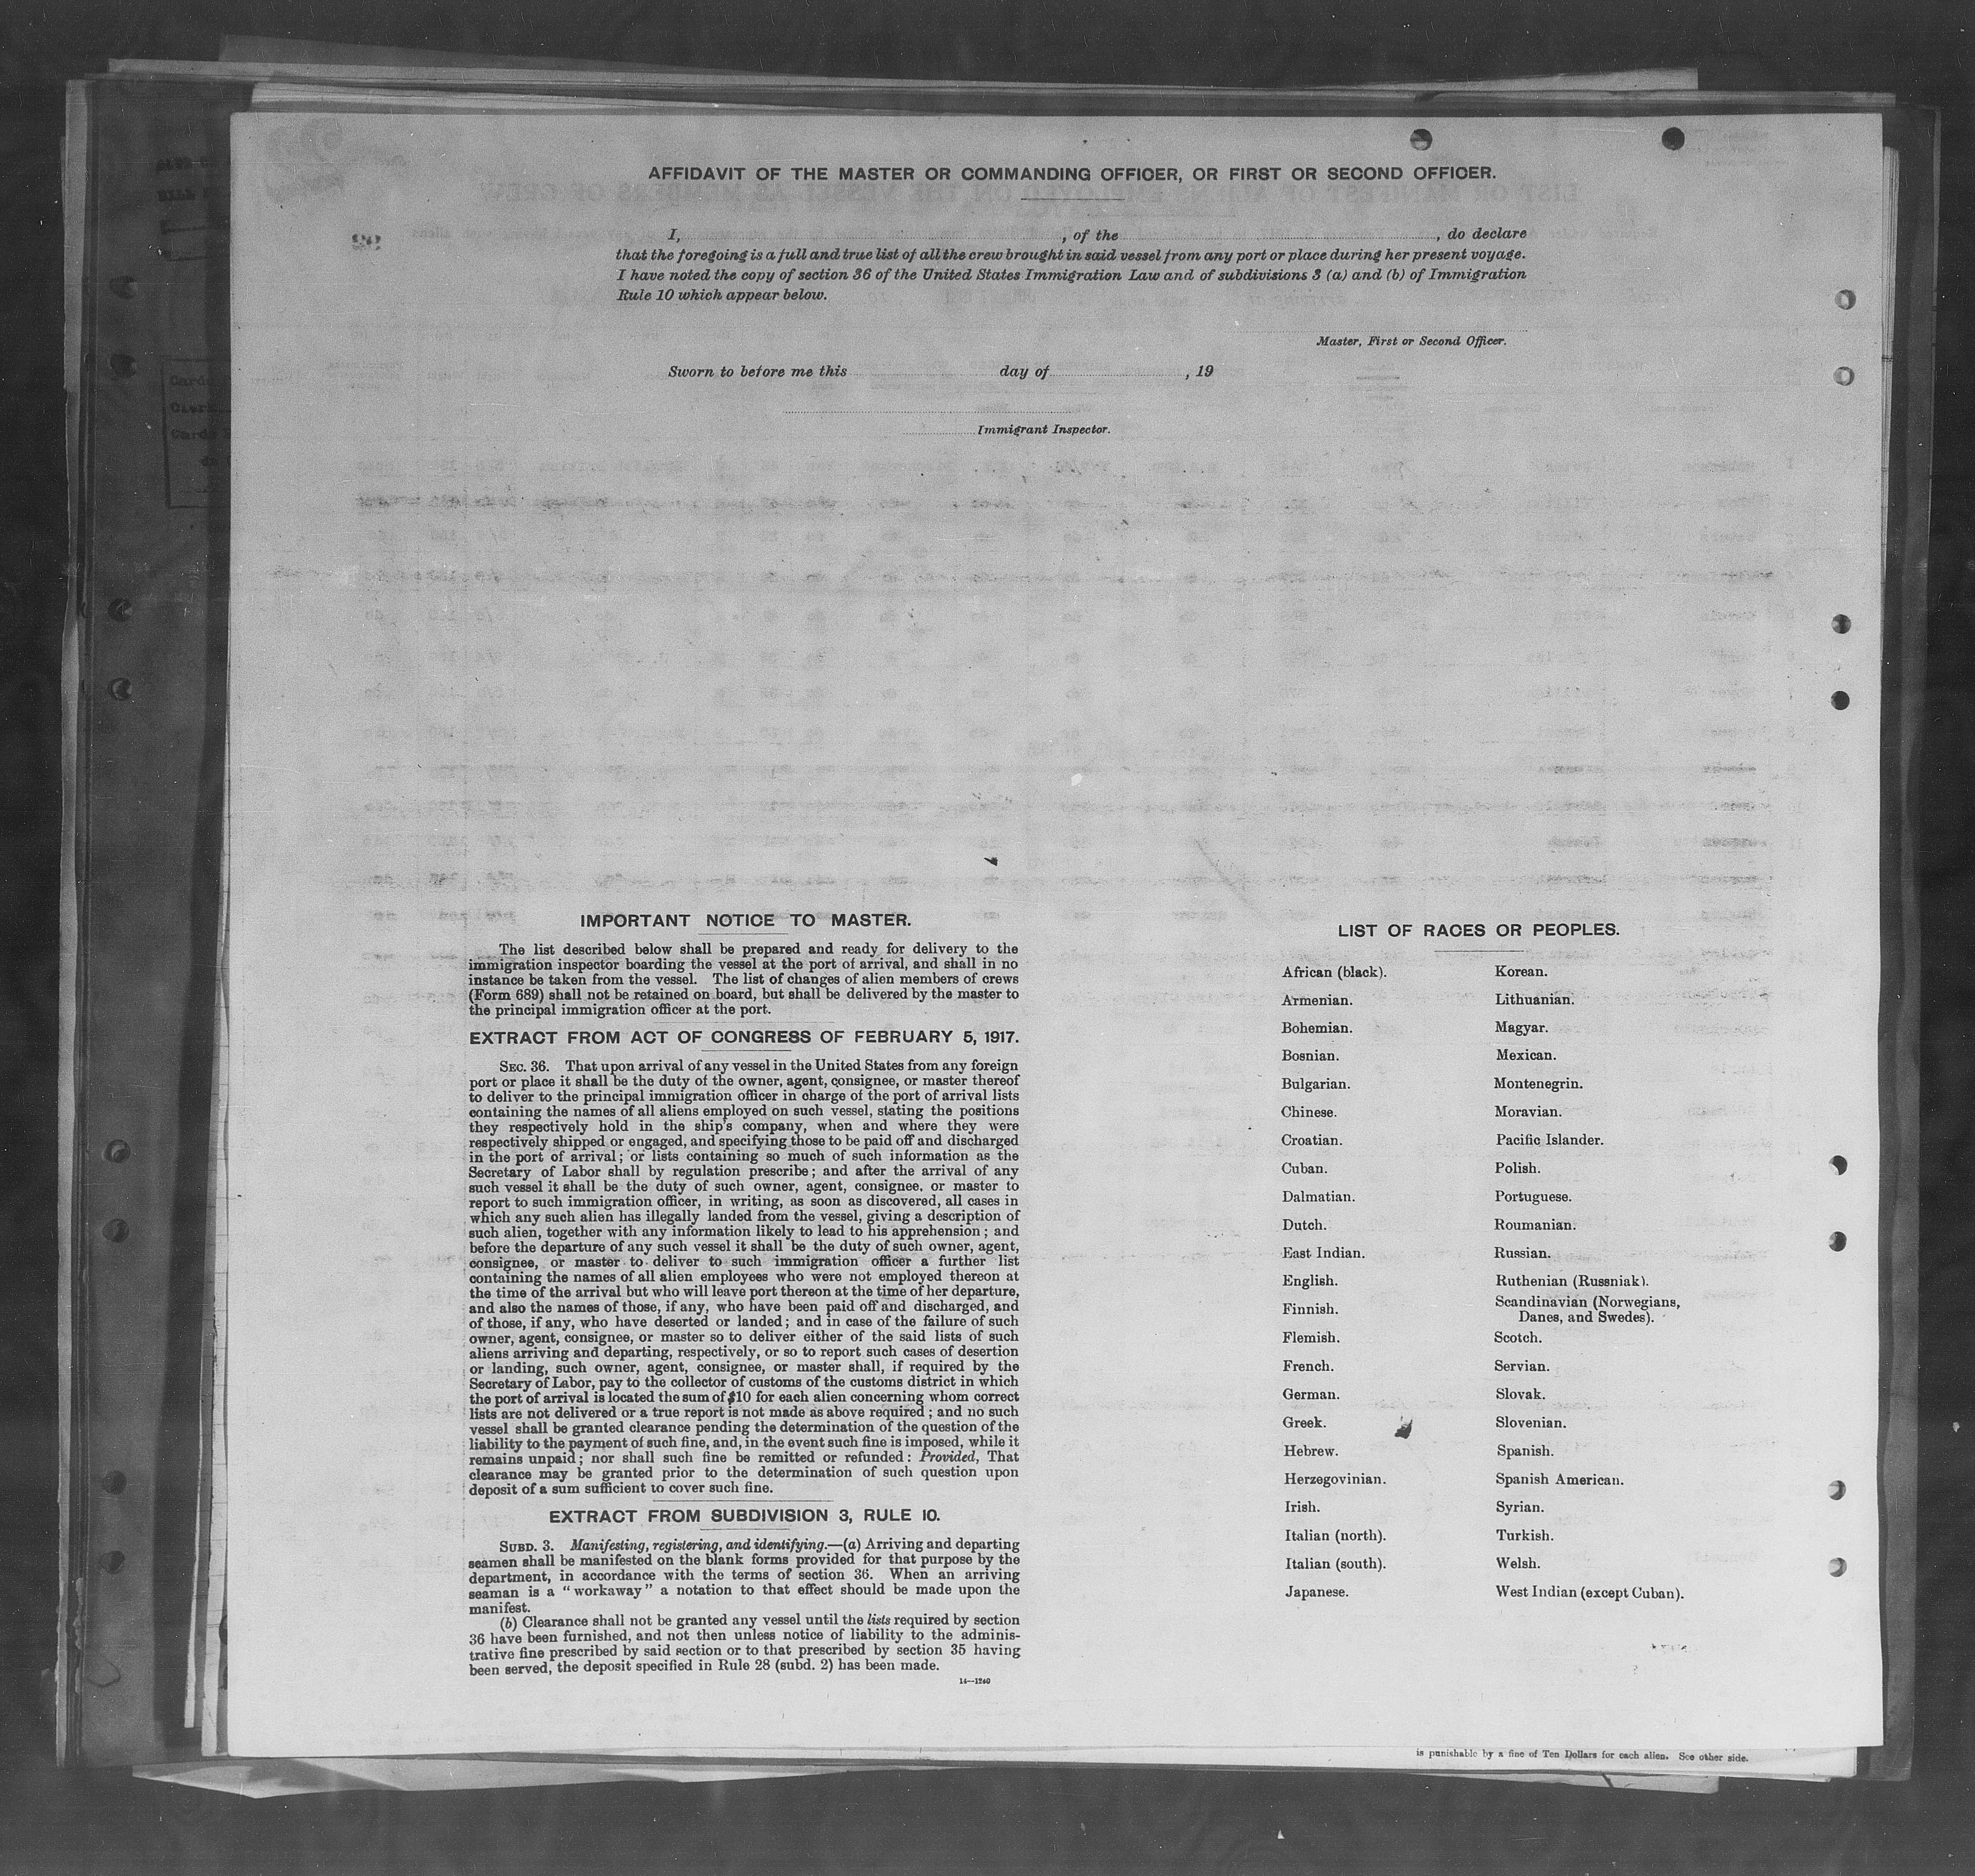 AFFIDAVIT OF THE MASTER OR COMMANDING OFFICER, OR FIRST OR SECOND OFFICER.
I, , of the , do declare
that the foregoing is a full and true list of all the crew brought in said vessel from any port or place during her present voyage.
I have noted the copy of section 36 of the United States Immigration Law and of subdivisions 3 (a) and (b) of Immigration
Rule 10 which appear below.
Master, First or Second Officer.
Sworn to before me this day of , 19
Immigrant Inspector.
IMPORTANT NOTICE TO MASTER.
The list described below shall be prepared and ready for delivery to the
immigration inspector boarding the vessel at the port of arrival, and shall in no
instance be taken from the vessel. The list of changes of alien members of crews
(Form 689) shall not be retained on board, but shall be delivered by the master to
the principal immigration officer at the port.
EXTRACT FROM ACT OF CONGRESS OF FEBRUARY 5, 1917.
SEC. 36. That upon arrival of any vessel in the United States from any foreign
port or place it shall be the duty of the owner, agent, consignee, or master thereof
to deliver to the principal immigration officer in charge of the port of arrival lists
containing the names of all aliens employed on such vessel, stating the positions
they respectively hold in the ship's company, when and where they were
respectively shipped or engaged, and specifying those to be paid off and discharged
in the port of arrival; or lists containing so much of such information as the
Secretary of Labor shall by regulation prescribe; and after the arrival of any
such vessel it shall be the duty of such owner, agent, consignee, or master to
report to such immigration officer, in writing, as soon as discovered, all cases in
which any such alien has illegally landed from the vessel, giving a description of
such alien, together with any information likely to lead to his apprehension; and
before the departure of any such vessel it shall be the duty of such owner, agent,
consignee, or master to deliver to such immigration officer a further list
containing the names of all alien employees who were not employed thereon at
the time of the arrival but who will leave port thereon at the time of her departure,
and also the names of those, if any, who have been paid off and discharged, and
of those, if any, who have deserted or landed; and in case of the failure of such
owner, agent, consignee, or master so to deliver either of the said lists of such
aliens arriving and departing, respectively, or so to report such cases of desertion
or landing, such owner, agent, consignee, or master shall, if required by the
Secretary of Labor, pay to the collector of customs of the customs district in which
the port of arrival is located the sum of $10 for each alien concerning whom correct
lists are not delivered or a true report is not made as above required; and no such
vessel shall be granted clearance pending the determination of the question of the
liability to the payment of such fine, and, in the event such fine is imposed, while it
remains unpaid; nor shall such fine be remitted or refunded: Provided, That
clearance may be granted prior to the determination of such question upon
deposit of a sum sufficient to cover such fine.
EXTRACT FROM SUBDIVISION 3, RULE 10.
SUBD. 3. Manifesting, registering, and identifying.—(a) Arriving and departing
seamen shall be manifested on the blank forms provided for that purpose by the
department, in accordance with the terms of section 36. When an arriving
seaman is a "workaway" a notation to that effect should be made upon the
manifest.
(b) Clearance shall not be granted any vessel until the lists required by section
36 have been furnished, and not then unless notice of liability to the adminis-
trative fine prescribed by said section or to that prescribed by section 35 having
been served, the deposit specified in Rule 28 (subd. 2) has been made.
14—1240
LIST OF RACES OR PEOPLES.
African (black).
Armenian.
Bohemian.
Bosnian.
Bulgarian.
Chinese.
Croatian.
Cuban.
Dalmatian.
Dutch.
East Indian.
English.
Finnish.
Flemish.
French.
German.
Greek.
Hebrew.
Herzegovinian.
Irish.
Italian (north).
Italian (south).
Japanese.
Korean.
Lithuanian.
Magyar.
Mexican.
Montenegrin.
Moravian.
Pacific Islander.
Polish.
Portuguese.
Roumanian.
Russian.
Ruthenian (Russniak).
Scandinavian (Norwegians,
Danes, and Swedes).
Scotch.
Servian.
Slovak.
Slovenian.
Spanish.
Spanish American.
Syrian.
Turkish.
Welsh.
West Indian (except Cuban).
is punishable by a fine of Ten Dollars for each alien. See other side.